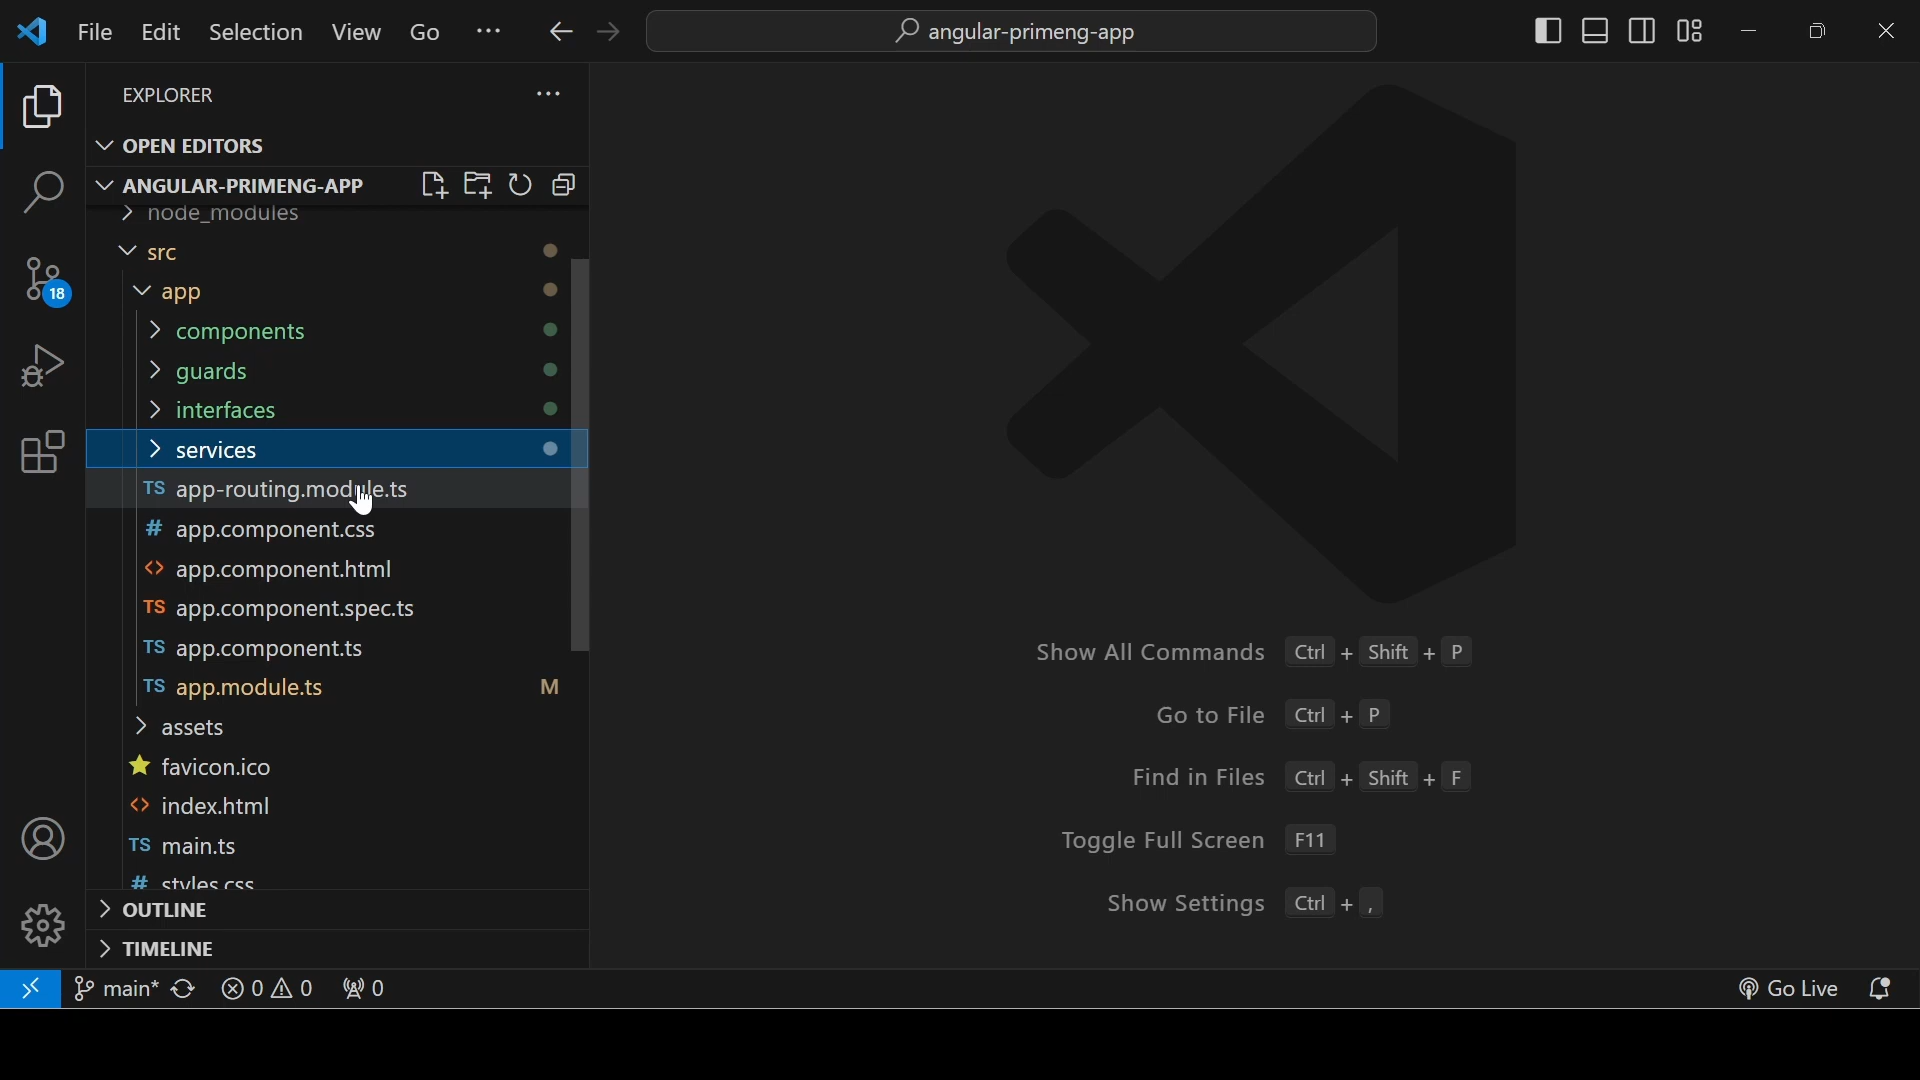 File Edit Selection View Go ··· angular-primeng-app
EXPLORER ···
OPEN EDITORS
ANGULAR-PRIMENG-APP
node_modules
src
app
components
guards
interfaces
services
TS app-routing.module.ts
# app.component.css
<> app.component.html
TS app.component.spec.ts
TS app.component.ts
TS app.module.ts M
assets
favicon.ico
<> index.html
TS main.ts
# styles.css
OUTLINE
TIMELINE
18
Show All Commands Ctrl + Shift + P
Go to File Ctrl + P
Find in Files Ctrl + Shift + F
Toggle Full Screen F11
Show Settings Ctrl + ,
main* 0 0 0 Go Live